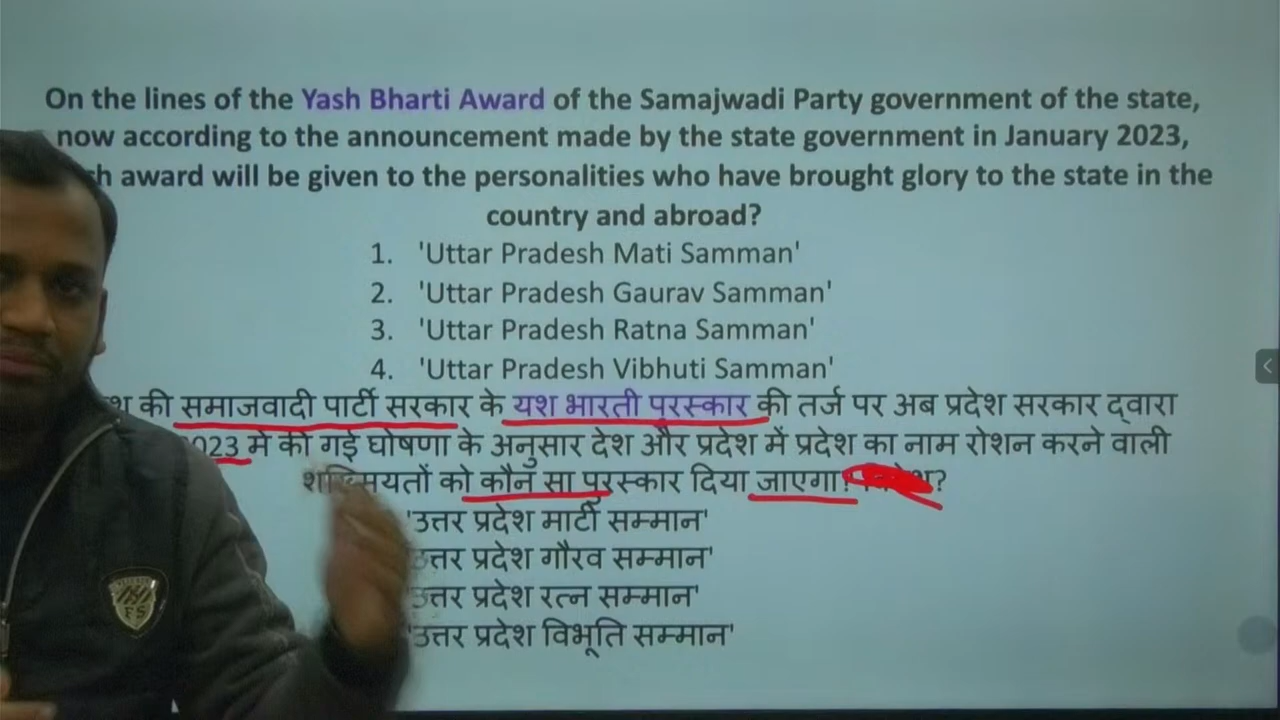 On the lines of the Yash Bharti Award of the Samajwadi Party government of the state,
now according to the announcement made by the state government in January 2023,
award will be given to the personalities who have brought glory to the state in the
country and abroad?
1. 'Uttar Pradesh Mati Samman'
2. 'Uttar Pradesh Gaurav Samman'
3. 'Uttar Pradesh Ratna Samman'
4. 'Uttar Pradesh Vibhuti Samman'
की समाजवादी पार्टी सरकार के यश भारती पुरस्कार की तर्ज पर अब प्रदेश सरकार द्वारा
2023 मे की गई घोषणा के अनुसार देश और प्रदेश में प्रदेश का नाम रोशन करने वाली
शख्सियतों को कौन सा पुरस्कार दिया जाएगा? ?
'उत्तर प्रदेश माटी सम्मान'
उत्तर प्रदेश गौरव सम्मान'
उत्तर प्रदेश रत्न सम्मान'
'उत्तर प्रदेश विभूति सम्मान'
FS